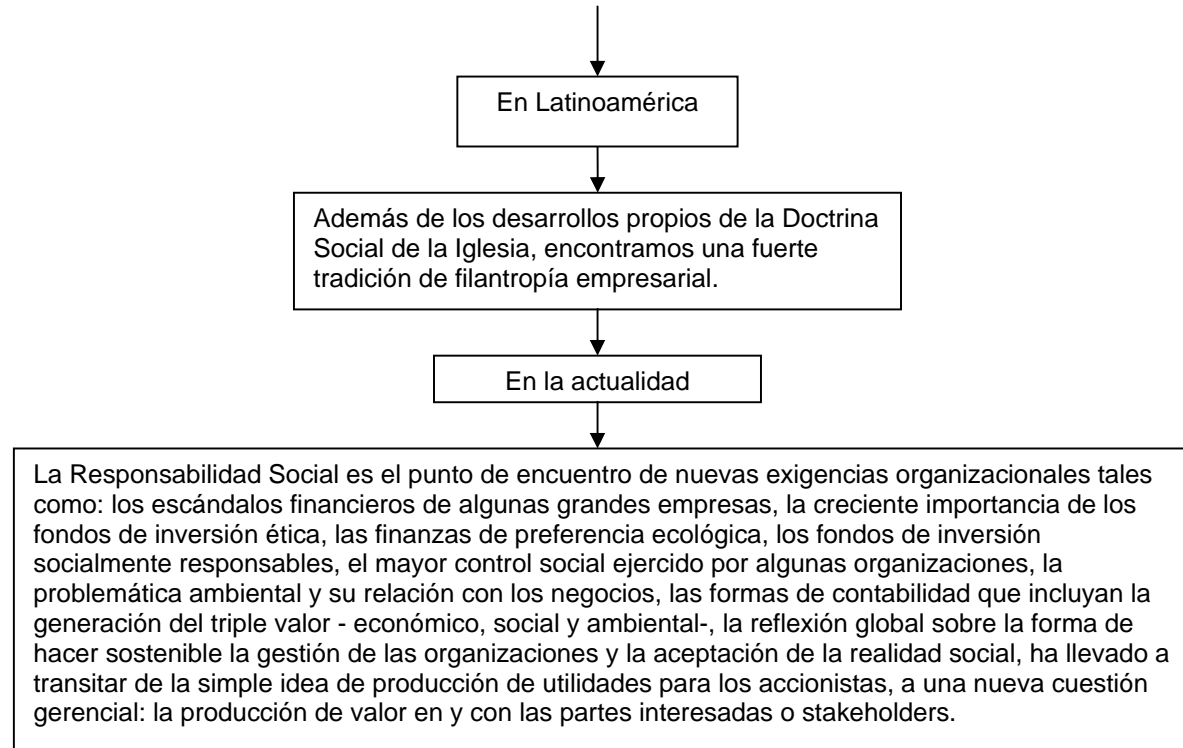 En Latinoamérica
Además de los desarrollos propios de la Doctrina
Social de la Iglesia, encontramos una fuerte
tradición de filantropía empresarial.
En la actualidad
La Responsabilidad Social es el punto de encuentro de nuevas exigencias organizacionales tales
como: los escándalos financieros de algunas grandes empresas, la creciente importancia de los
fondos de inversión ética, las finanzas de preferencia ecológica, los fondos de inversión
socialmente responsables, el mayor control social ejercido por algunas organizaciones, la
problemática ambiental y su relación con los negocios, las formas de contabilidad que incluyan la
generación del triple valor - económico, social y ambiental-, la reflexión global sobre la forma de
hacer sostenible la gestión de las organizaciones y la aceptación de la realidad social, ha llevado a
transitar de la simple idea de producción de utilidades para los accionistas, a una nueva cuestión
gerencial: la producción de valor en y con las partes interesadas o stakeholders.